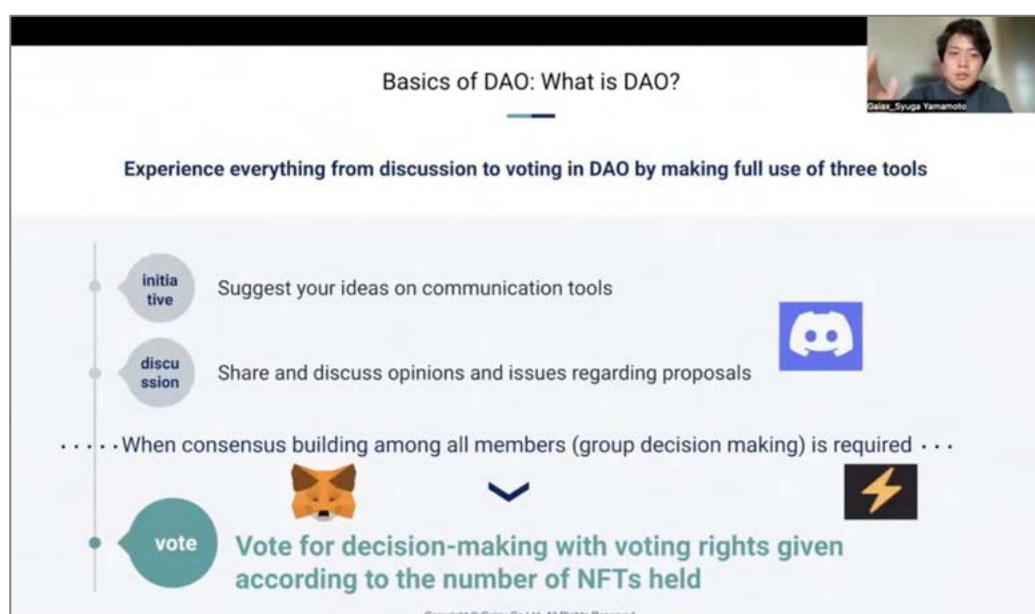 Basics of DAO: What is DAO?
Gaiax_Syuga Yamamoto
Experience everything from discussion to voting in DAO by making full use of three tools
initia
tive
Suggest your ideas on communication tools
discu
ssion
Share and discuss opinions and issues regarding proposals
· · · · · When consensus building among all members (group decision making) is required · · ·
vote
Vote for decision-making with voting rights given
according to the number of NFTs held